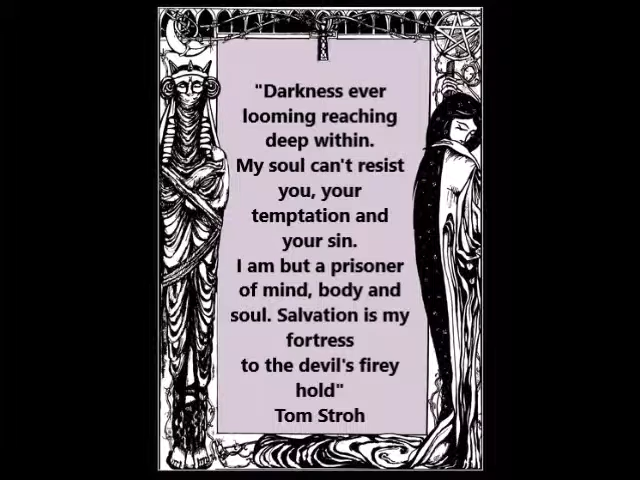 "Darkness ever
looming reaching
deep within.
My soul can't resist
you, your
temptation and
your sin.
I am but a prisoner
of mind, body and
soul. Salvation is my
fortress
to the devil's firey
hold"
Tom Stroh